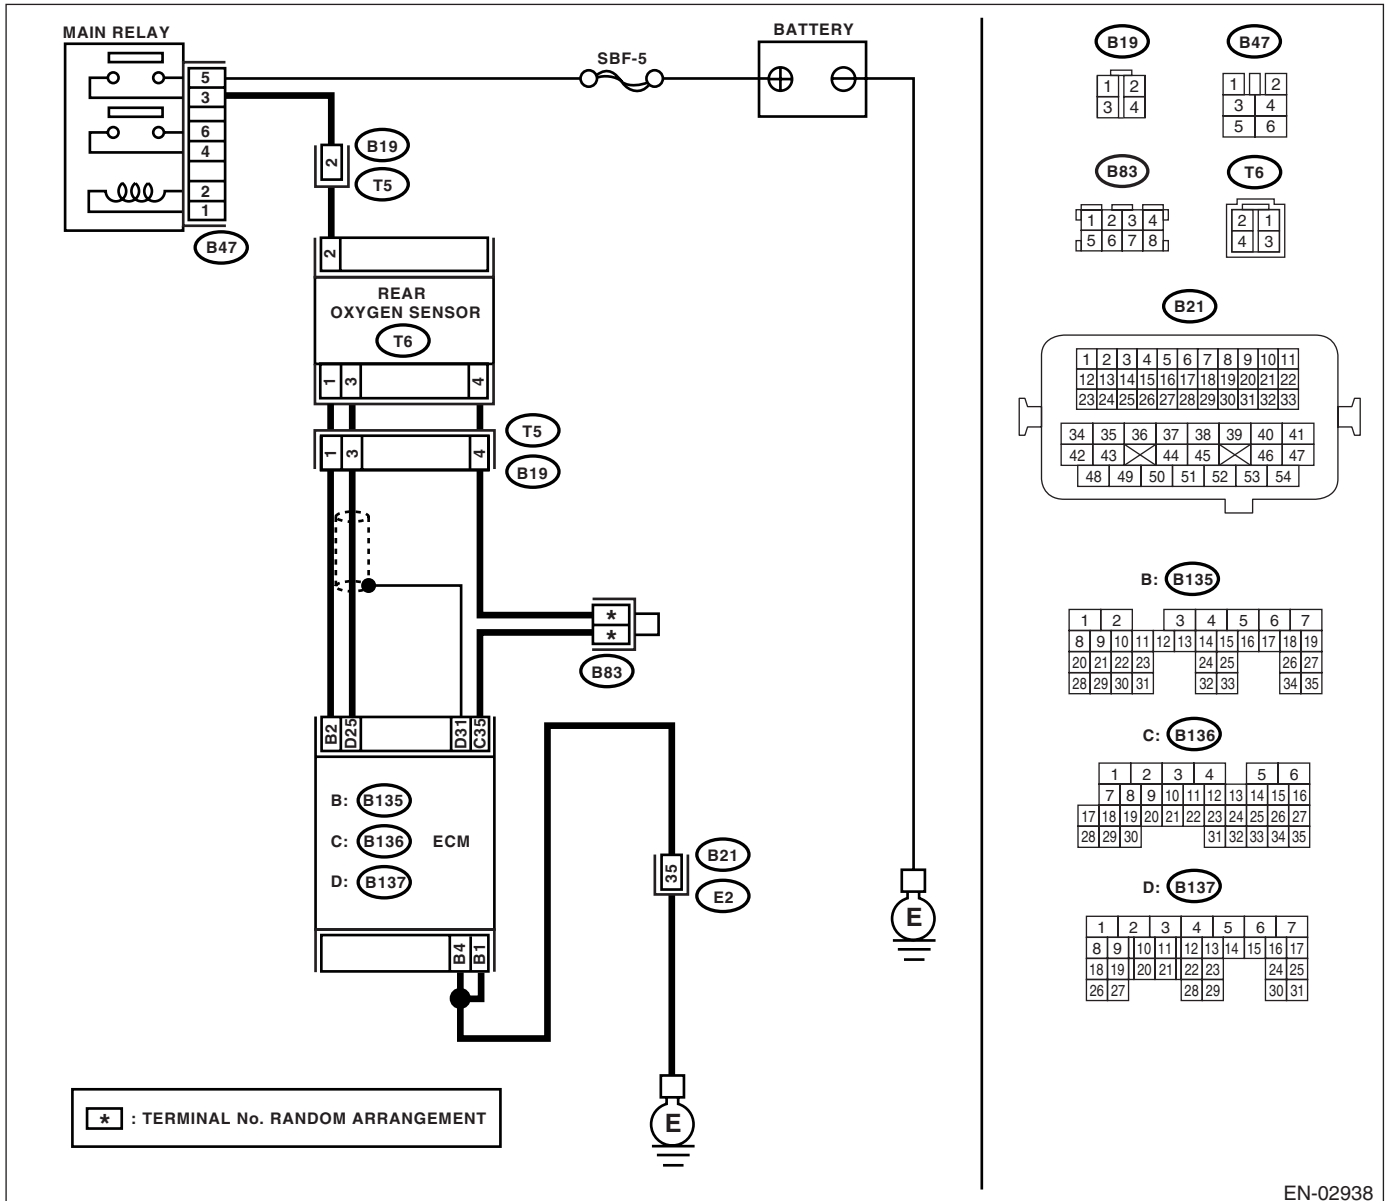 MAIN RELAY
BATTERY
SBF-5
5
3
6
4
2
1
B47
2
B19
T5
2
REAR
OXYGEN SENSOR
T6
1 3 4
T5
1 3 4
B19
*
*
B83
B2 D25 D31 C35
B: B135
C: B136 ECM
D: B137
B4 B1
35
B21
E2
E
E
* : TERMINAL No. RANDOM ARRANGEMENT
B19
1 2
3 4
B47
1 2
3 4
5 6
B83
1 2 3 4
5 6 7 8
T6
2 1
4 3
B21
1 2 3 4 5 6 7 8 9 10 11
12 13 14 15 16 17 18 19 20 21 22
23 24 25 26 27 28 29 30 31 32 33
34 35 36 37 38 39 40 41
42 43 44 45 46 47
48 49 50 51 52 53 54
B: B135
1 2 3 4 5 6 7
8 9 10 11 12 13 14 15 16 17 18 19
20 21 22 23 24 25 26 27
28 29 30 31 32 33 34 35
C: B136
1 2 3 4 5 6
7 8 9 10 11 12 13 14 15 16
17 18 19 20 21 22 23 24 25 26 27
28 29 30 31 32 33 34 35
D: B137
1 2 3 4 5 6 7
8 9 10 11 12 13 14 15 16 17
18 19 20 21 22 23 24 25
26 27 28 29 30 31
EN-02938